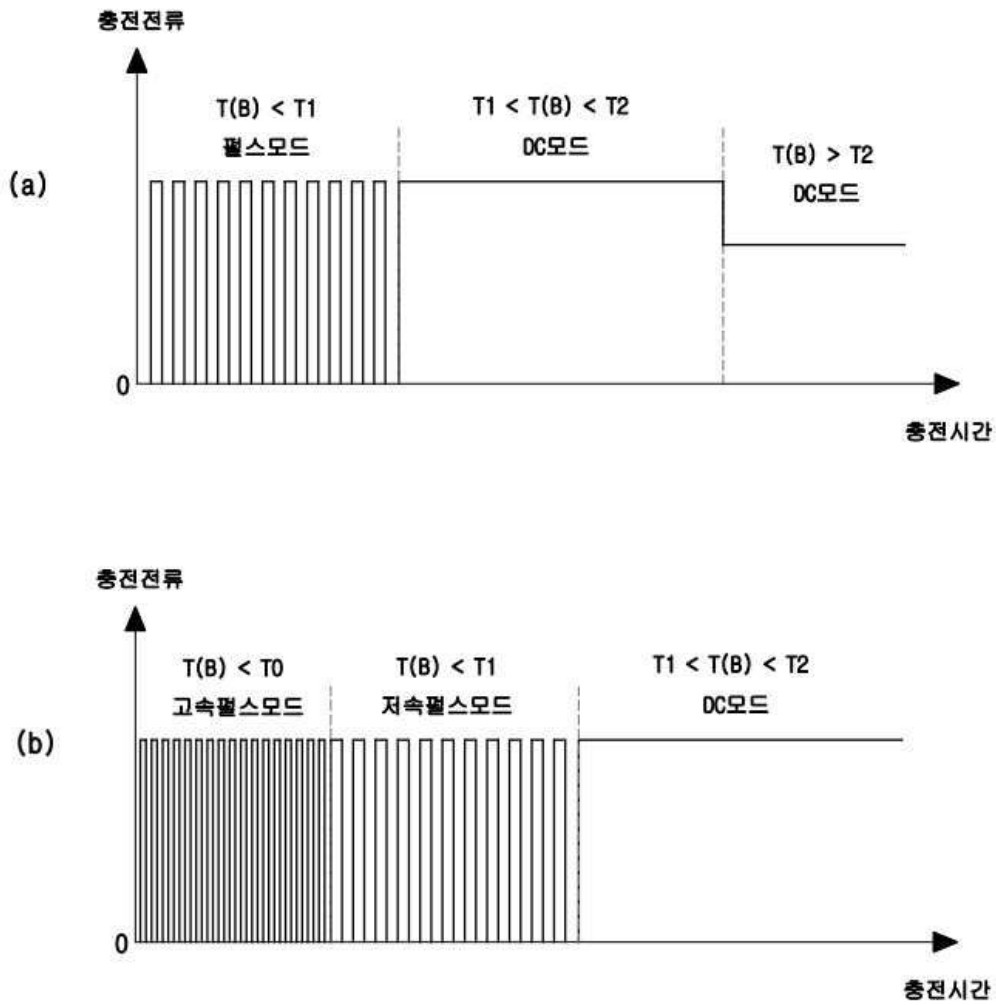 충전전류
T(B) < T1
펄스모드
T1 < T(B) < T2
DC모드
T(B) > T2
DC모드
(a)
0
충전시간
충전전류
T(B) < T0
고속펄스모드
T(B) < T1
저속펄스모드
T1 < T(B) < T2
DC모드
(b)
0
충전시간